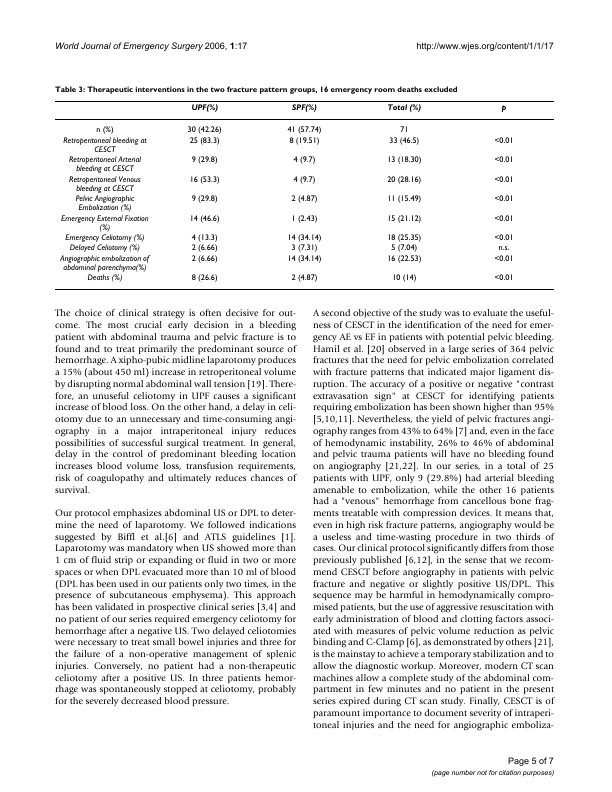 World Journal of Emergency Surgery 2006, 1:17
http://www.wjes.org/content/1/1/17
Table 3: Therapeutic interventions in the two fracture pattern groups, 16 emergency room deaths excluded
UPF(%) SPF(%) Total (%) p
n (%) 30 (42.26) 41 (57.74) 71
Retroperitoneal bleeding at CESCT 25 (83.3) 8 (19.51) 33 (46.5) <0.01
Retroperitoneal Arterial bleeding at CESCT 9 (29.8) 4 (9.7) 13 (18.30) <0.01
Retroperitoneal Venous bleeding at CESCT 16 (53.3) 4 (9.7) 20 (28.16) <0.01
Pelvic Angiographic Embolization (%) 9 (29.8) 2 (4.87) 11 (15.49) <0.01
Emergency External Fixation (%) 14 (46.6) 1 (2.43) 15 (21.12) <0.01
Emergency Celiotomy (%) 4 (13.3) 14 (34.14) 18 (25.35) <0.01
Delayed Celiotomy (%) 2 (6.66) 3 (7.31) 5 (7.04) n.s.
Angiographic embolization of abdominal parenchyma(%) 2 (6.66) 14 (34.14) 16 (22.53) <0.01
Deaths (%) 8 (26.6) 2 (4.87) 10 (14) <0.01
The choice of clinical strategy is often decisive for out-
come. The most crucial early decision in a bleeding
patient with abdominal trauma and pelvic fracture is to
found and to treat primarily the predominant source of
hemorrhage. A xipho-pubic midline laparotomy produces
a 15% (about 450 ml) increase in retroperitoneal volume
by disrupting normal abdominal wall tension [19]. There-
fore, an unuseful celiotomy in UPF causes a significant
increase of blood loss. On the other hand, a delay in celi-
otomy due to an unnecessary and time-consuming angi-
ography in a major intraperitoneal injury reduces
possibilities of successful surgical treatment. In general,
delay in the control of predominant bleeding location
increases blood volume loss, transfusion requirements,
risk of coagulopathy and ultimately reduces chances of
survival.
Our protocol emphasizes abdominal US or DPL to deter-
mine the need of laparotomy. We followed indications
suggested by Biffl et al.[6] and ATLS guidelines [1].
Laparotomy was mandatory when US showed more than
1 cm of fluid strip or expanding or fluid in two or more
spaces or when DPL evacuated more than 10 ml of blood
(DPL has been used in our patients only two times, in the
presence of subcutaneous emphysema). This approach
has been validated in prospective clinical series [3,4] and
no patient of our series required emergency celiotomy for
hemorrhage after a negative US. Two delayed celiotomies
were necessary to treat small bowel injuries and three for
the failure of a non-operative management of splenic
injuries. Conversely, no patient had a non-therapeutic
celiotomy after a positive US. In three patients hemor-
rhage was spontaneously stopped at celiotomy, probably
for the severely decreased blood pressure.
A second objective of the study was to evaluate the useful-
ness of CESCT in the identification of the need for emer-
gency AE vs EF in patients with potential pelvic bleeding.
Hamil et al. [20] observed in a large series of 364 pelvic
fractures that the need for pelvic embolization correlated
with fracture patterns that indicated major ligament dis-
ruption. The accuracy of a positive or negative "contrast
extravasation sign" at CESCT for identifying patients
requiring embolization has been shown higher than 95%
[5,10,11]. Nevertheless, the yield of pelvic fractures angi-
ography ranges from 43% to 64% [7] and, even in the face
of hemodynamic instability, 26% to 46% of abdominal
and pelvic trauma patients will have no bleeding found
on angiography [21,22]. In our series, in a total of 25
patients with UPF, only 9 (29.8%) had arterial bleeding
amenable to embolization, while the other 16 patients
had a "venous" hemorrhage from cancellous bone frag-
ments treatable with compression devices. It means that,
even in high risk fracture patterns, angiography would be
a useless and time-wasting procedure in two thirds of
cases. Our clinical protocol significantly differs from those
previously published [6,12], in the sense that we recom-
mend CESCT before angiography in patients with pelvic
fracture and negative or slightly positive US/DPL. This
sequence may be harmful in hemodynamically compro-
mised patients, but the use of aggressive resuscitation with
early administration of blood and clotting factors associ-
ated with measures of pelvic volume reduction as pelvic
binding and C-Clamp [6], as demonstrated by others [21],
is the mainstay to achieve a temporary stabilization and to
allow the diagnostic workup. Moreover, modern CT scan
machines allow a complete study of the abdominal com-
partment in few minutes and no patient in the present
series expired during CT scan study. Finally, CESCT is of
paramount importance to document severity of intraperi-
toneal injuries and the need for angiographic emboliza-
Page 5 of 7
(page number not for citation purposes)